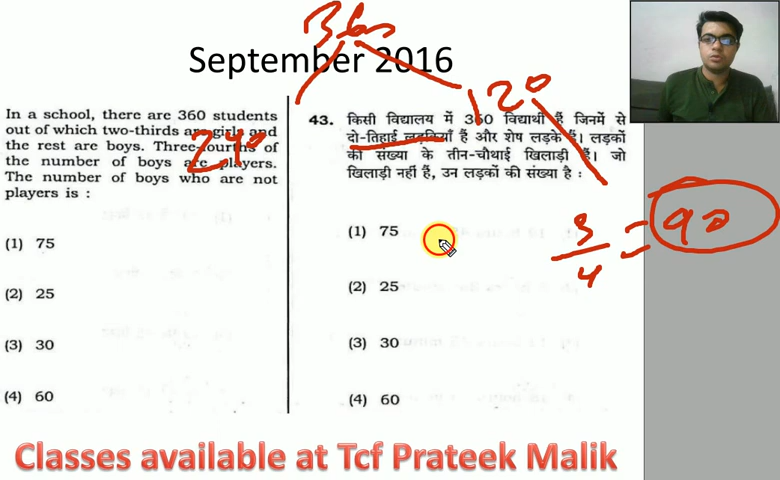 360
September 2016
120
In a school, there are 360 students
out of which two-thirds are girls and
the rest are boys. Three-fourths of
the number of boys are players.
The number of boys who are not
players is :
240
(1) 75
(2) 25
(3) 30
(4) 60
43. किसी विद्यालय में 360 विद्यार्थी हैं जिनमें से
दो-तिहाई लड़कियाँ हैं और शेष लड़के हैं। लड़कों
की संख्या के तीन-चौथाई खिलाड़ी हैं। जो
खिलाड़ी नहीं हैं, उन लड़कों की संख्या है :
(1) 75
(2) 25
(3) 30
(4) 60
3/4 = 90
Classes available at Tcf Prateek Malik